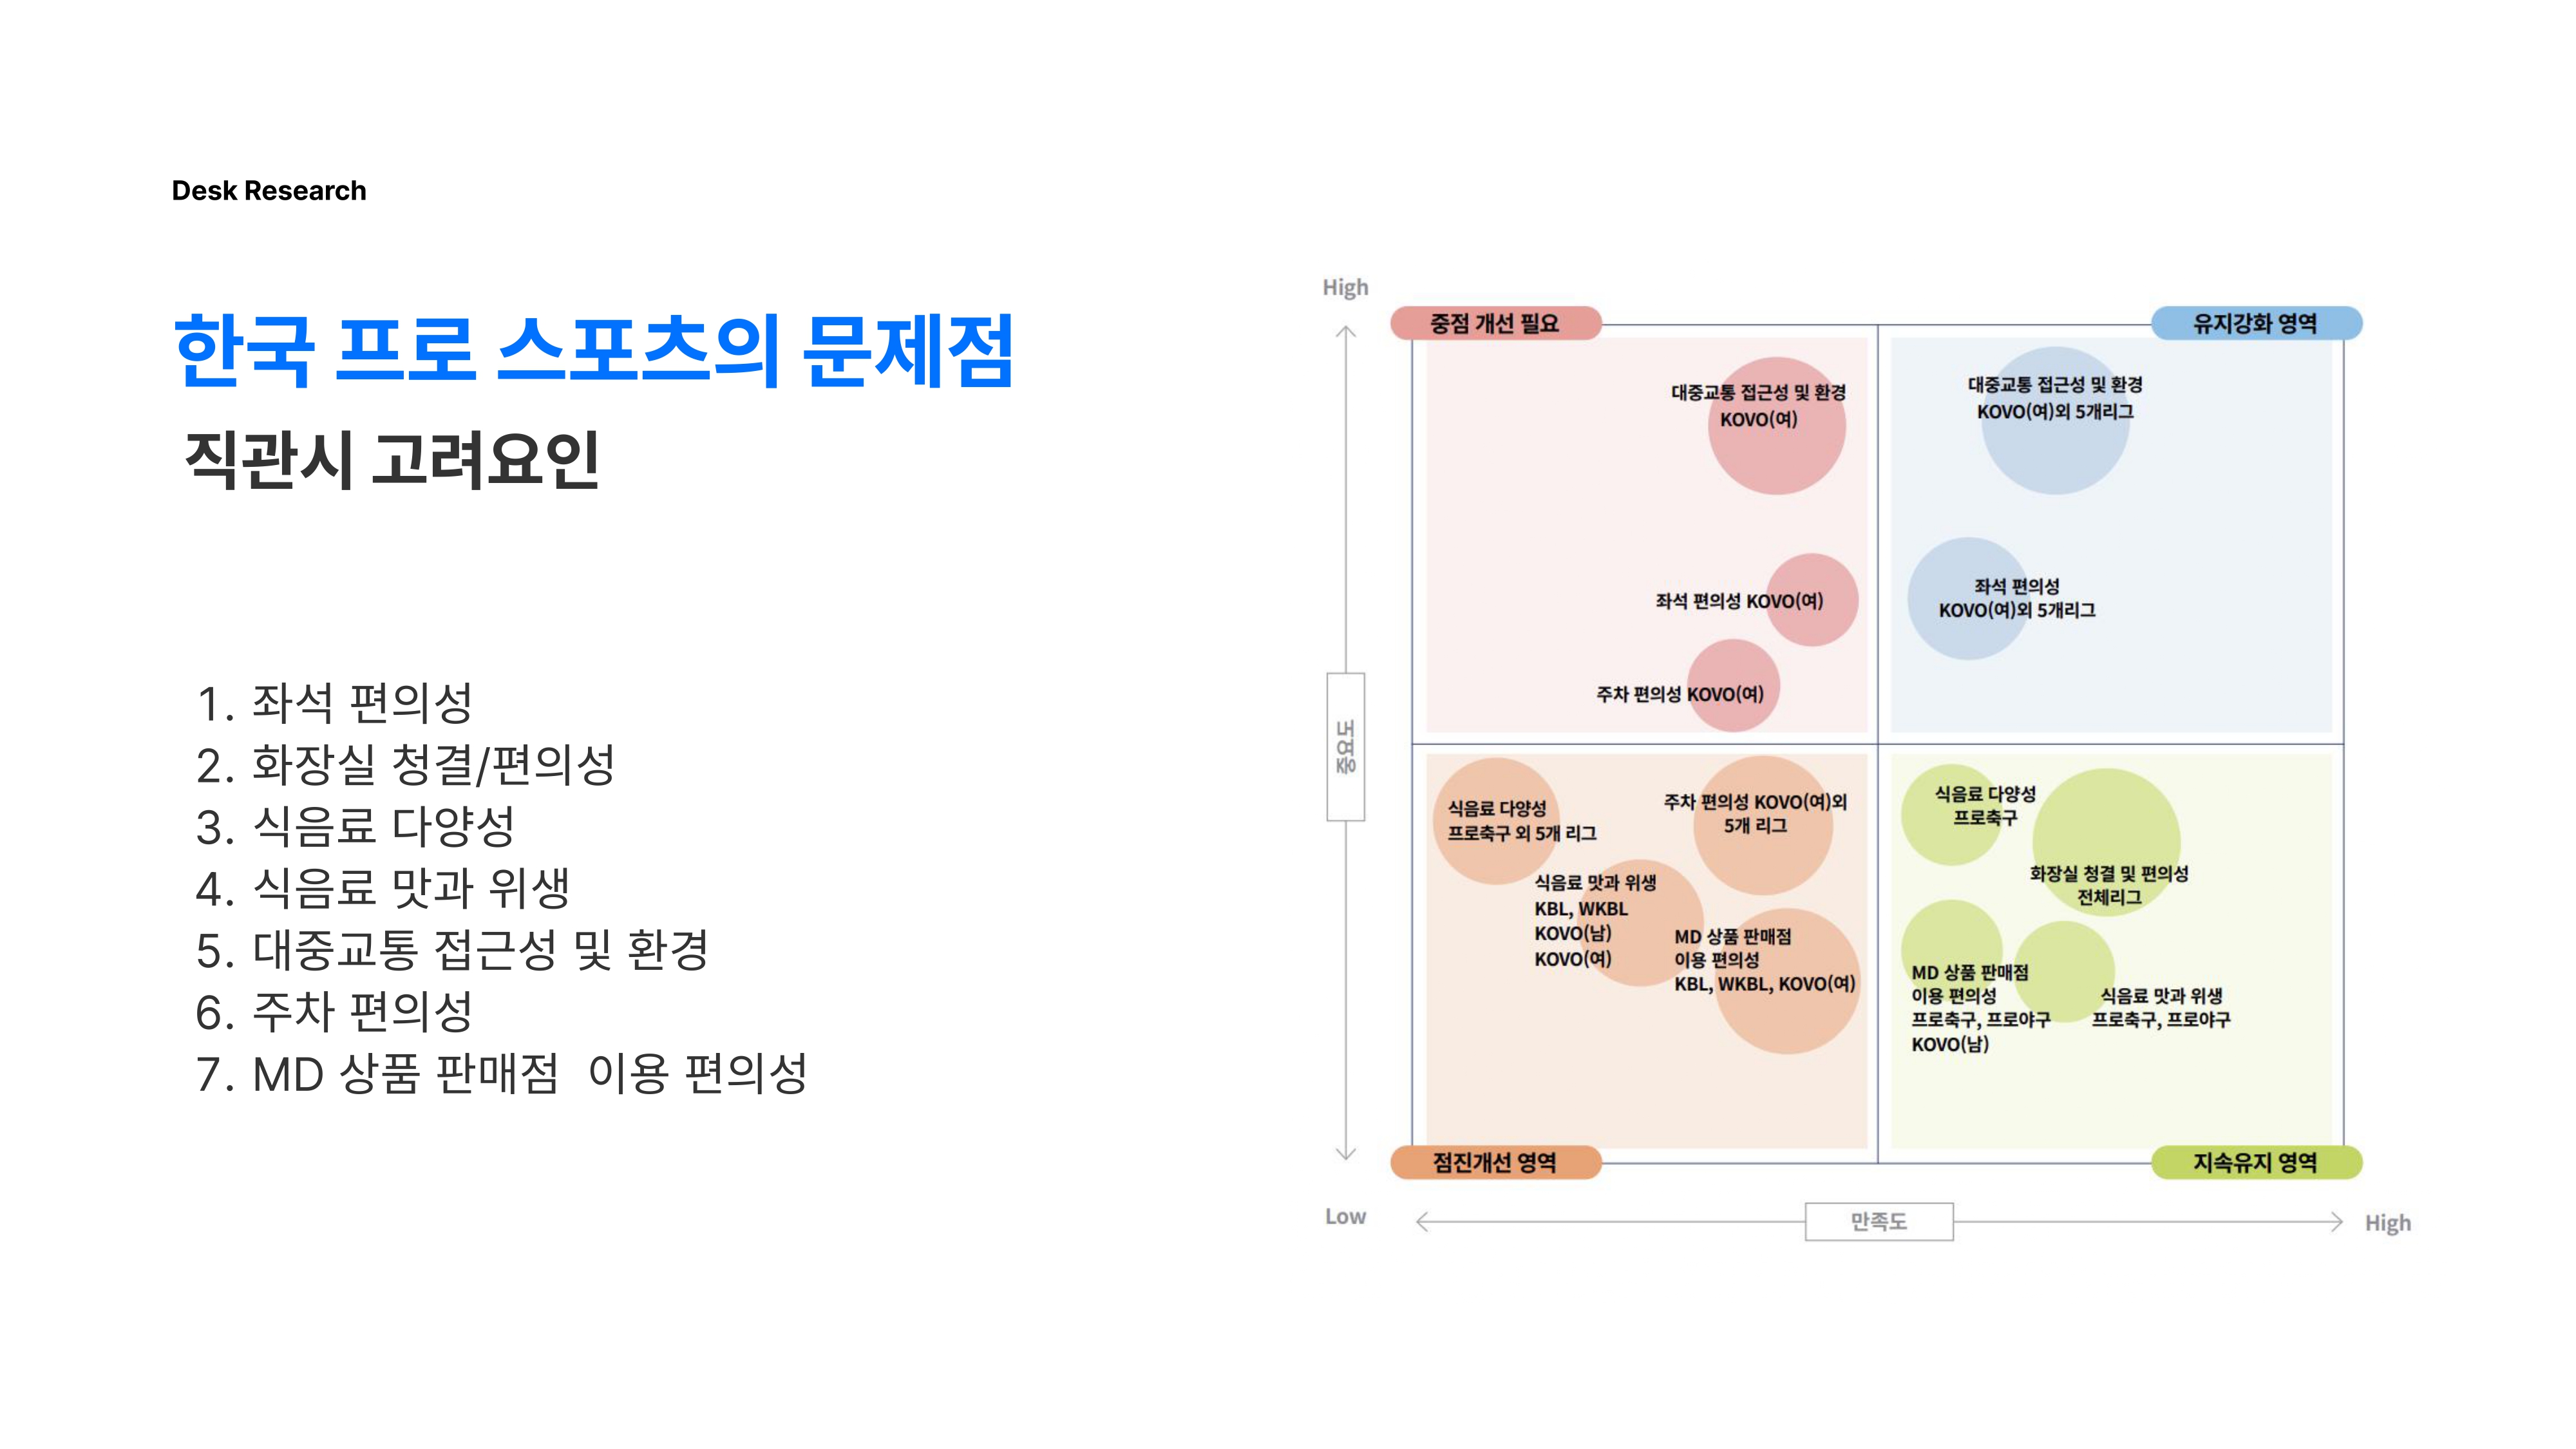 Desk Research
한국 프로 스포츠의 문제점
직관시 고려요인
1. 좌석 편의성
2. 화장실 청결/편의성
3. 식음료 다양성
4. 식음료 맛과 위생
5. 대중교통 접근성 및 환경
6. 주차 편의성
7. MD 상품 판매점  이용 편의성
High
중점 개선 필요
유지강화 영역
대중교통 접근성 및 환경
KOVO(여)
대중교통 접근성 및 환경
KOVO(여)외 5개리그
좌석 편의성 KOVO(여)
좌석 편의성
KOVO(여)외 5개리그
주차 편의성 KOVO(여)
중요도
식음료 다양성
프로축구 외 5개 리그
주차 편의성 KOVO(여)외
5개 리그
식음료 맛과 위생
KBL, WKBL
KOVO(남)
KOVO(여)
MD 상품 판매점
이용 편의성
KBL, WKBL, KOVO(여)
식음료 다양성
프로축구
화장실 청결 및 편의성
전체리그
MD 상품 판매점
이용 편의성
프로축구, 프로야구
KOVO(남)
식음료 맛과 위생
프로축구, 프로야구
점진개선 영역
지속유지 영역
Low
만족도
High